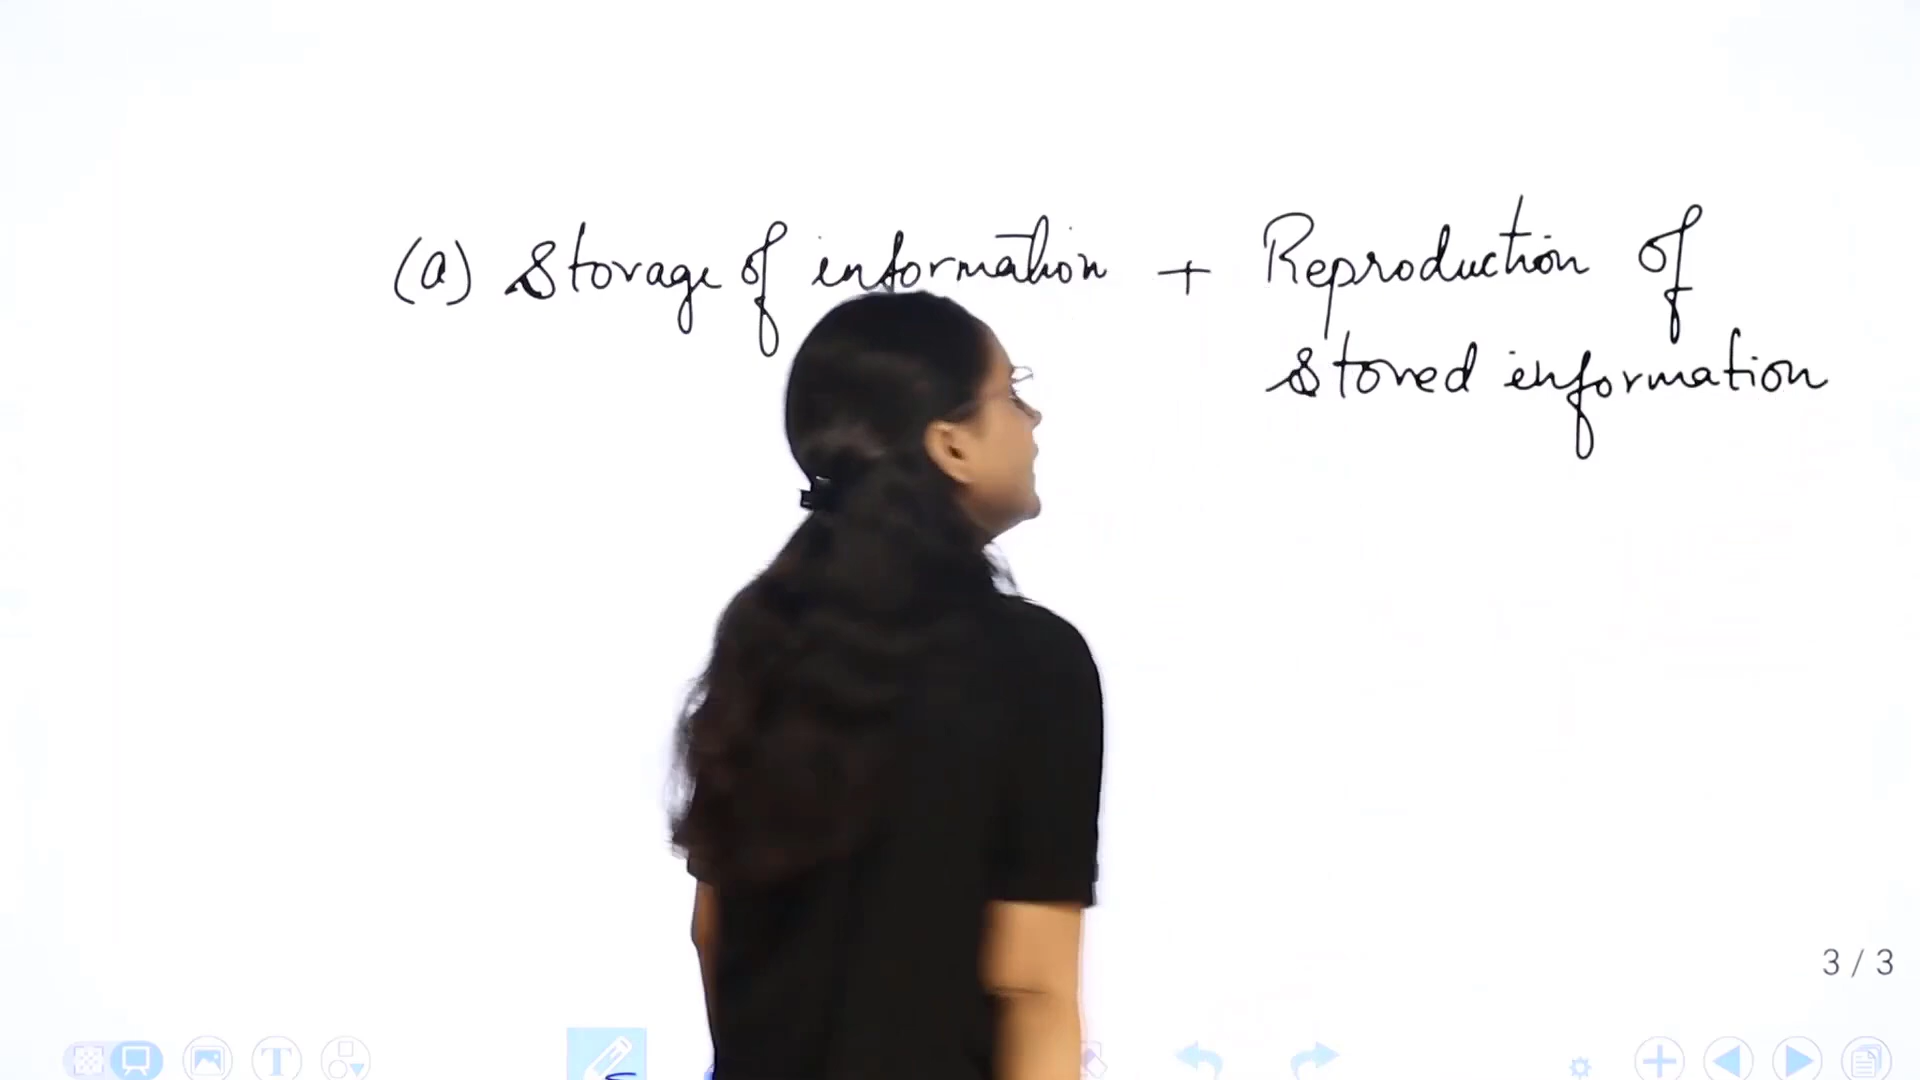 (a) Storage of information + Reproduction of
stored information
3 / 3
T